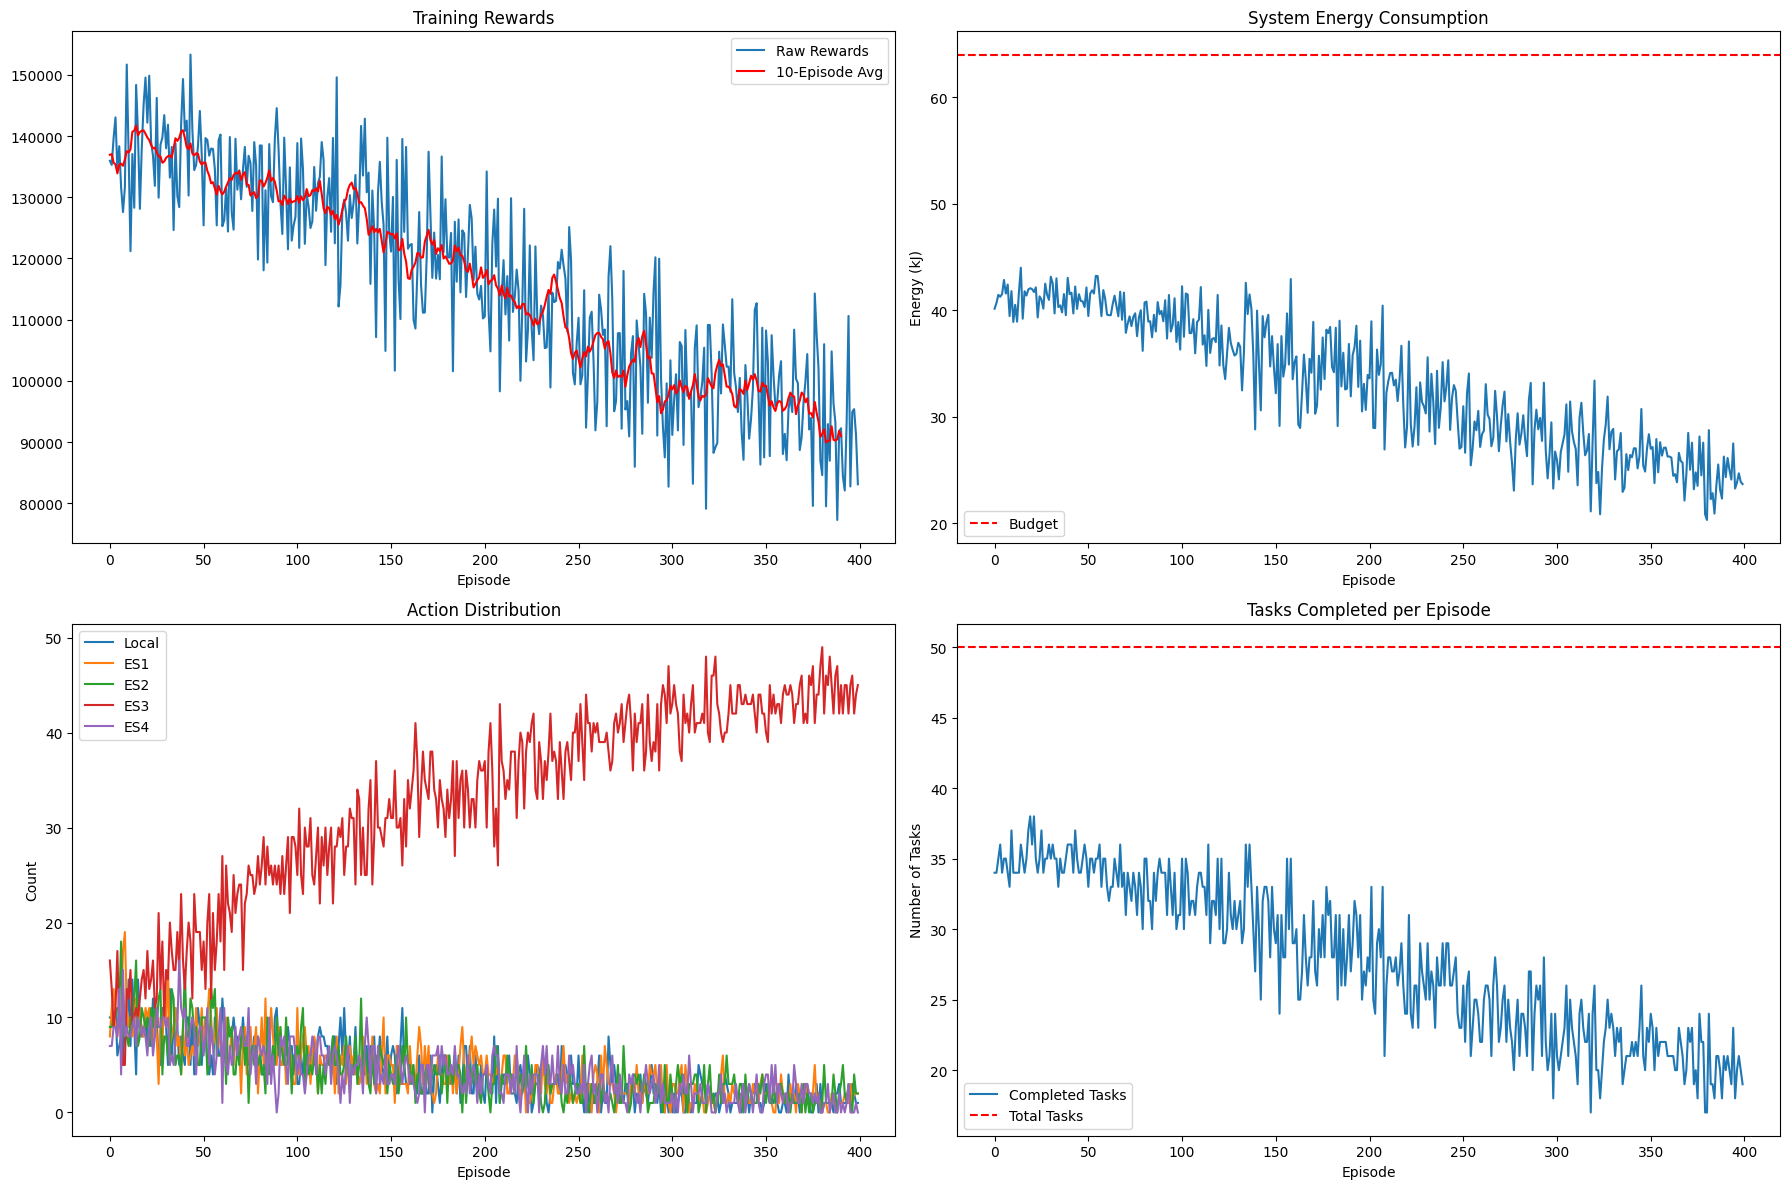 Training Rewards
Raw Rewards
10-Episode Avg
150000
140000
130000
120000
110000
100000
90000
80000
0 50 100 150 200 250 300 350 400
Episode
System Energy Consumption
Energy (kJ)
60
50
40
30
20
Budget
0 50 100 150 200 250 300 350 400
Episode
Action Distribution
Local
ES1
ES2
ES3
ES4
Count
50
40
30
20
10
0
0 50 100 150 200 250 300 350 400
Episode
Tasks Completed per Episode
Number of Tasks
50
45
40
35
30
25
20
Completed Tasks
Total Tasks
0 50 100 150 200 250 300 350 400
Episode